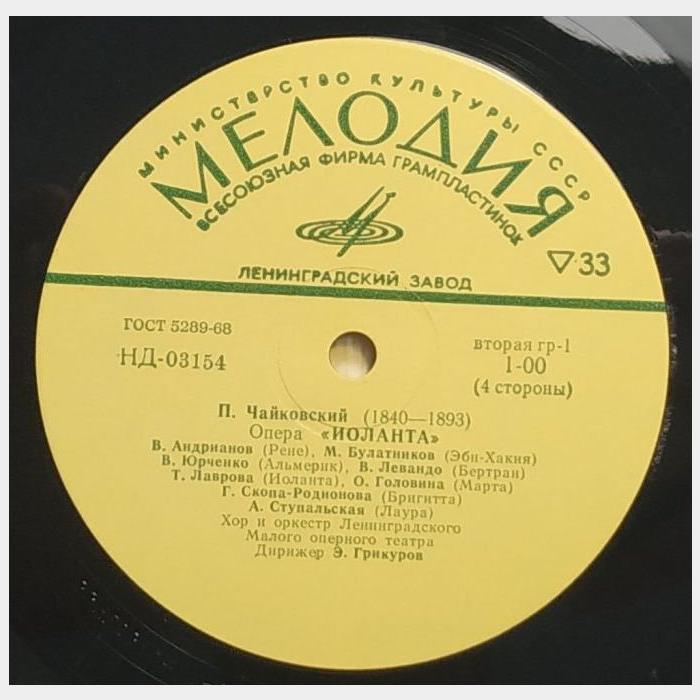 МИНИСТЕРСТВО КУЛЬТУРЫ СССР
МЕЛОДИЯ
ВСЕСОЮЗНАЯ ФИРМА ГРАМПЛАСТИНОК
▽33
ЛЕНИНГРАДСКИЙ ЗАВОД
ГОСТ 5289-68
НД-03154
вторая гр-1
1-00
(4 стороны)
П. Чайковский (1840—1893)
Опера «ИОЛАНТА»
В. Андрианов (Рене), М. Булатников (Эбн-Хакия)
В. Юрченко (Альмерик), В. Левандо (Бертран)
Т. Лаврова (Иоланта), О. Головина (Марта)
Г. Скопа-Родионова (Бригитта)
А. Ступальская (Лаура)
Хор и оркестр Ленинградского
Малого оперного театра
Дирижер Э. Грикуров